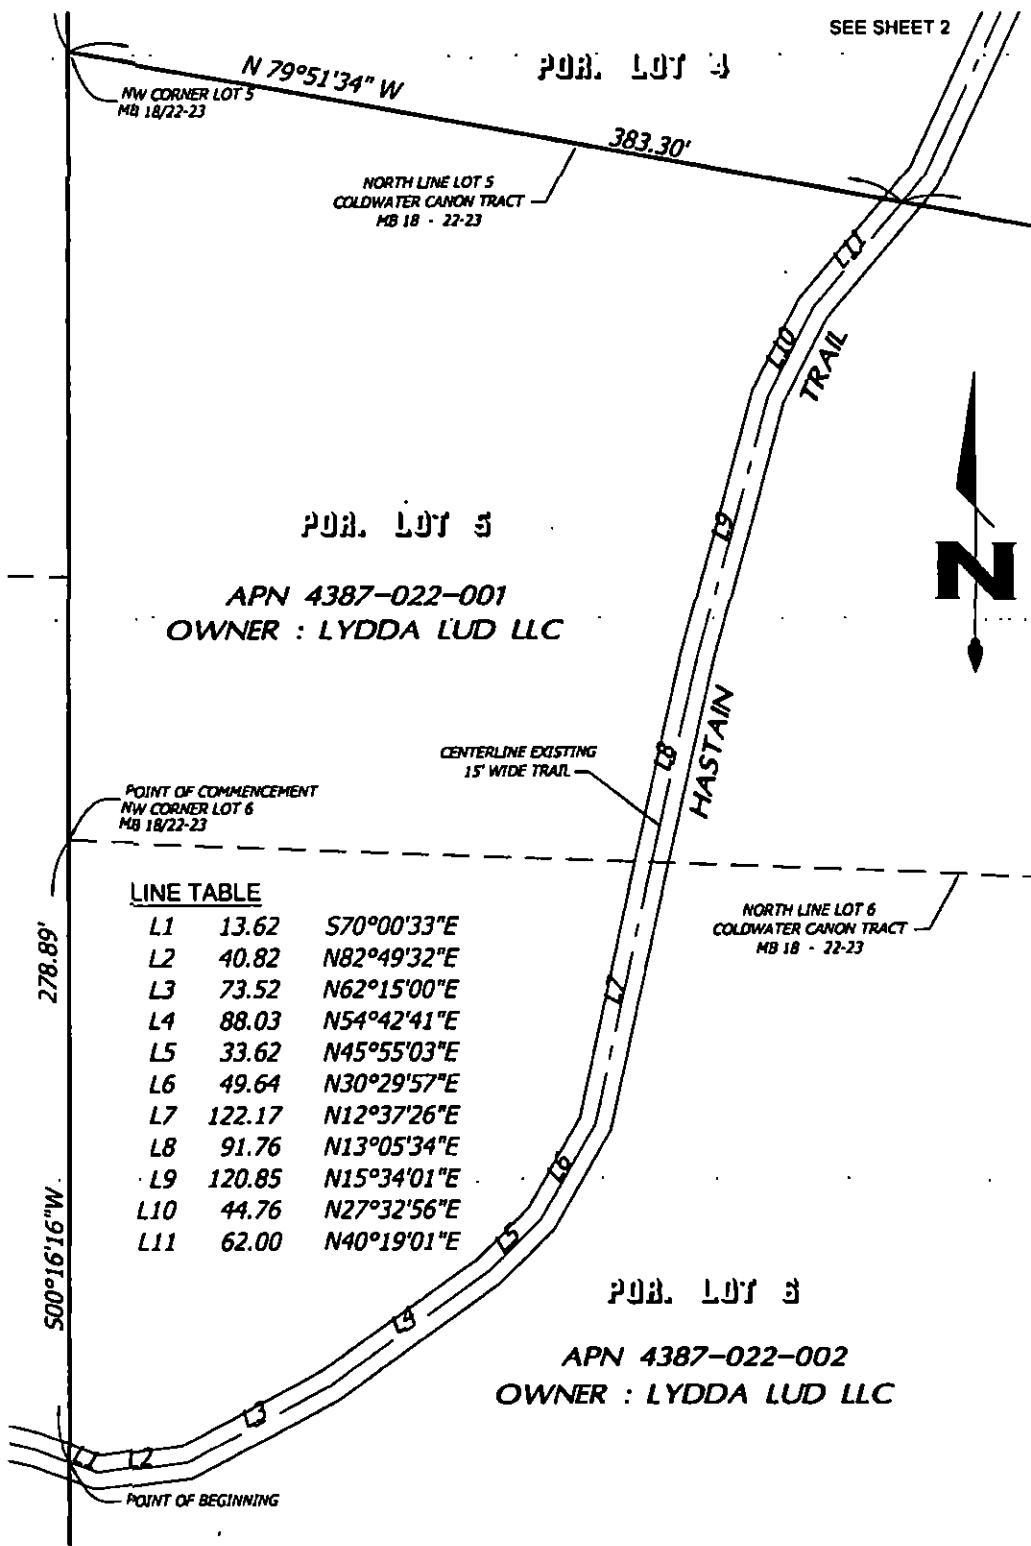 SEE SHEET 2
POR. LOT 4
N 79°51'34" W
NW CORNER LOT 5
MB 18/22-23
383.30'
NORTH LINE LOT 5
COLDWATER CANON TRACT
MB 18 - 22-23
L11
L10
TRAIL
L9
POR. LOT 5
APN 4387-022-001
OWNER : LYDDA LUD LLC
N
HASTAIN
CENTERLINE EXISTING
15' WIDE TRAIL
L8
POINT OF COMMENCEMENT
NW CORNER LOT 6
MB 18/22-23
NORTH LINE LOT 6
COLDWATER CANON TRACT
MB 18 - 22-23
278.89'
S00°16'16"W
LINE TABLE
L1 13.62 S70°00'33"E
L2 40.82 N82°49'32"E
L3 73.52 N62°15'00"E
L4 88.03 N54°42'41"E
L5 33.62 N45°55'03"E
L6 49.64 N30°29'57"E
L7 122.17 N12°37'26"E
L8 91.76 N13°05'34"E
L9 120.85 N15°34'01"E
L10 44.76 N27°32'56"E
L11 62.00 N40°19'01"E
L7
L6
L5
L4
L3
L2
L1
POR. LOT 6
APN 4387-022-002
OWNER : LYDDA LUD LLC
POINT OF BEGINNING